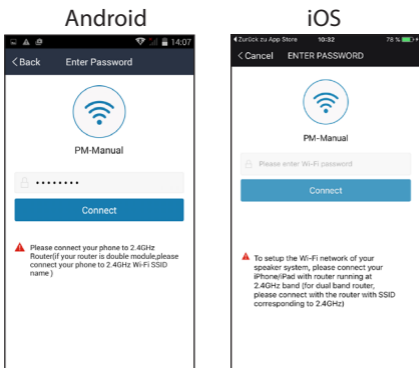 Android
14:07
Back
Enter Password
PM-Manual
Connect
Please connect your phone to 2.4GHz
Router(if your router is double module,please
connect your phone to 2.4GHz Wi-Fi SSID
name )
iOS
Zurück zu App Store
10:32
78 %
Cancel
ENTER PASSWORD
PM-Manual
Please enter Wi-Fi password
Connect
To setup the Wi-Fi network of your
speaker system, please connect your
iPhone/iPad with router running at
2.4GHz band (for dual band router,
please connect with the router with SSID
corresponding to 2.4GHz)